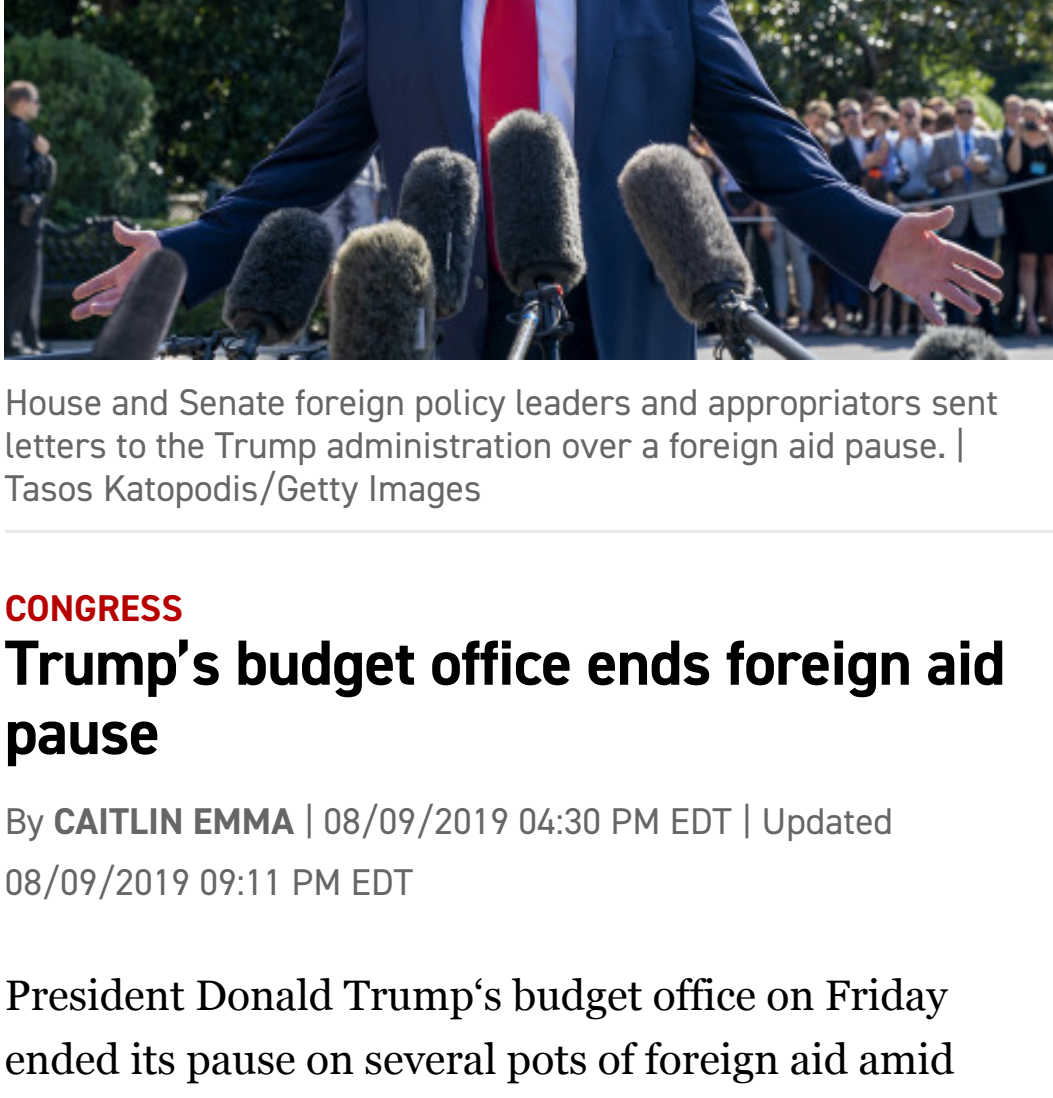 House and Senate foreign policy leaders and appropriators sent
letters to the Trump administration over a foreign aid pause. |
Tasos Katopodis/Getty Images
CONGRESS
Trump’s budget office ends foreign aid
pause
By CAITLIN EMMA | 08/09/2019 04:30 PM EDT | Updated
08/09/2019 09:11 PM EDT
President Donald Trump‘s budget office on Friday
ended its pause on several pots of foreign aid amid